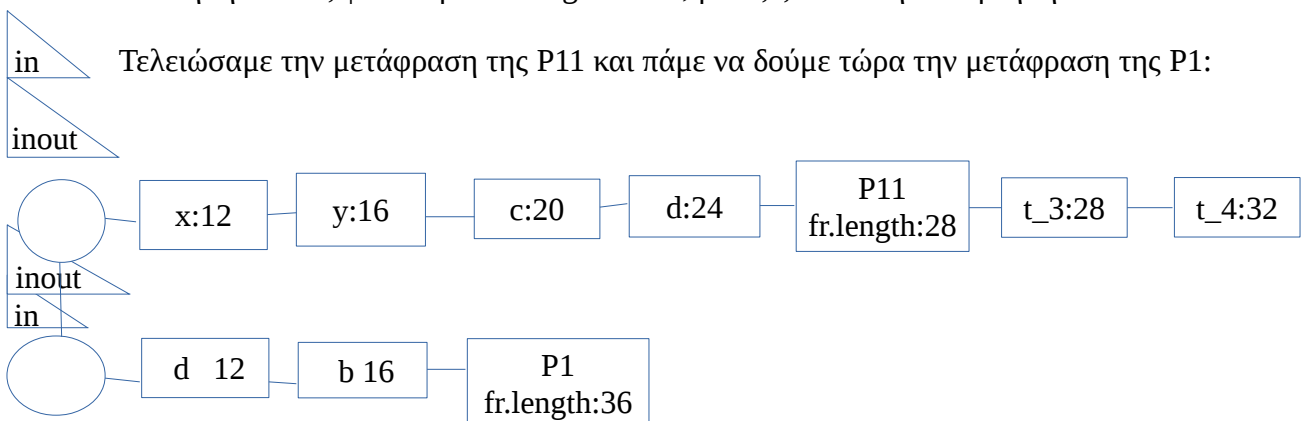 in
Τελειώσαμε την μετάφραση της P11 και πάμε να δούμε τώρα την μετάφραση της P1:
inout
x:12
y:16
c:20
d:24
P11
fr.length:28
t_3:28
t_4:32
inout
in
d 12
b 16
P1
fr.length:36